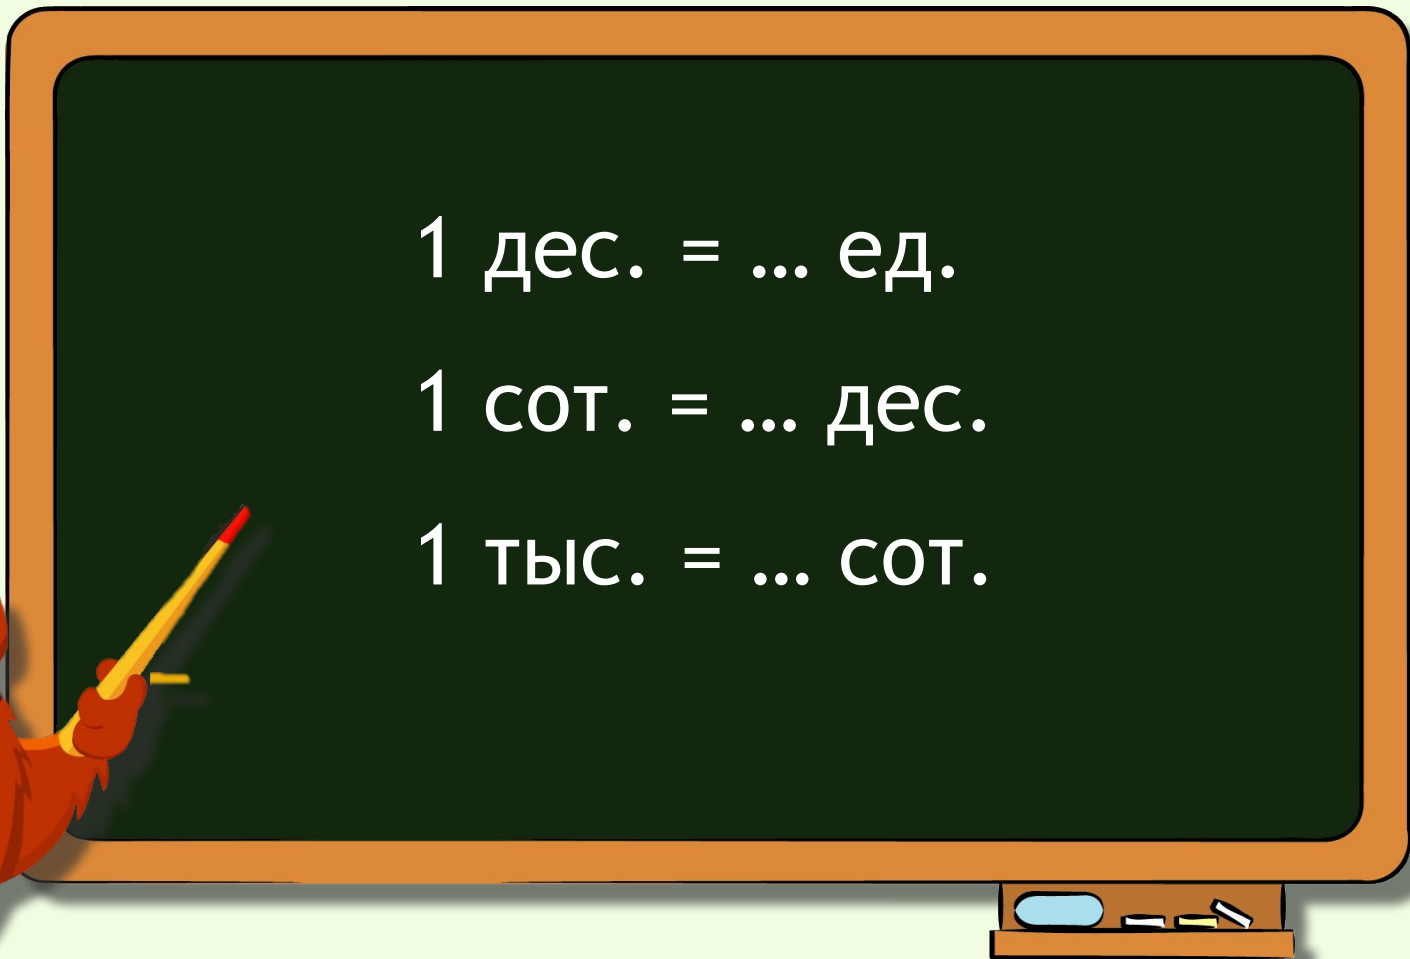 1 дес. = ... ед.
1 сот. = ... дес.
1 тыс. = ... сот.